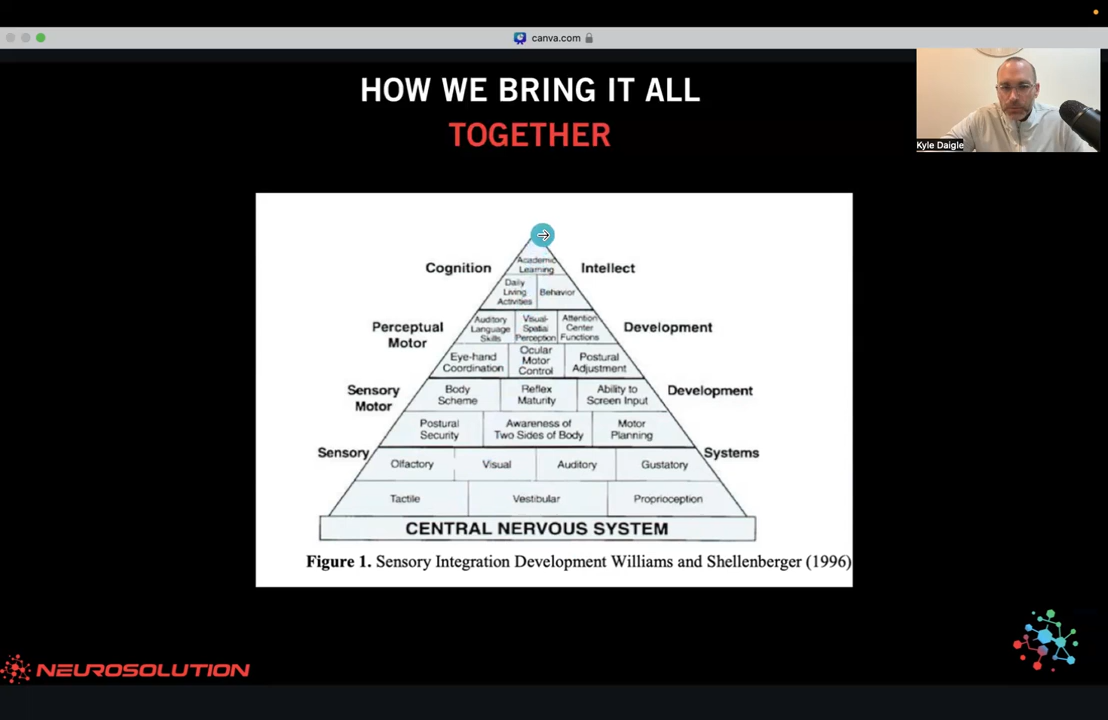 canva.com
HOW WE BRING IT ALL
TOGETHER
Kyle Daigle
Cognition
Academic
Learning
Intellect
Daily
Living
Activities
Behavior
Perceptual
Motor
Auditory
Language
Skills
Visual-
Spatial
Perception
Attention
Center
Functions
Development
Eye-hand
Coordination
Ocular
Motor
Control
Postural
Adjustment
Sensory
Motor
Body
Scheme
Reflex
Maturity
Ability to
Screen Input
Development
Postural
Security
Awareness of
Two Sides of Body
Motor
Planning
Sensory
Systems
Olfactory
Visual
Auditory
Gustatory
Tactile
Vestibular
Proprioception
CENTRAL NERVOUS SYSTEM
Figure 1. Sensory Integration Development Williams and Shellenberger (1996)
NEUROSOLUTION